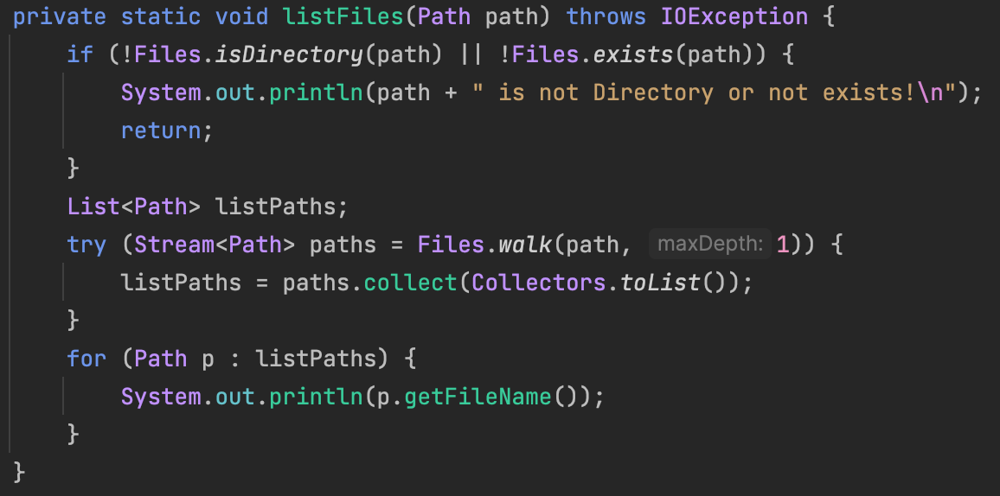 private static void listFiles(Path path) throws IOException {
    if (!Files.isDirectory(path) || !Files.exists(path)) {
        System.out.println(path + " is not Directory or not exists!\n");
        return;
    }
    List<Path> listPaths;
    try (Stream<Path> paths = Files.walk(path, maxDepth: 1)) {
        listPaths = paths.collect(Collectors.toList());
    }
    for (Path p : listPaths) {
        System.out.println(p.getFileName());
    }
}